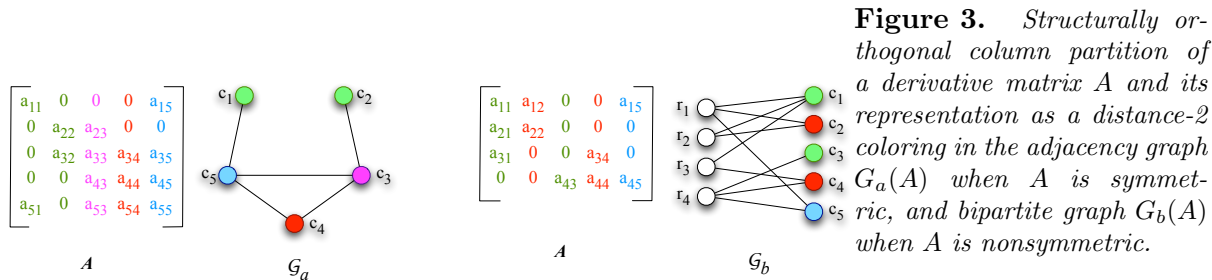 a11 0 0 0 a15
0 a22 a23 0 0
0 a32 a33 a34 a35
0 0 a43 a44 a45
a51 0 a53 a54 a55
A
c1 c2
c5 c3
c4
Ga
a11 a12 0 0 a15
a21 a22 0 0 0
a31 0 0 a34 0
0 0 a43 a44 a45
A
r1 c1
r2 c2
r3 c3
r4 c4
c5
Gb
Figure 3. Structurally or-
thogonal column partition of
a derivative matrix A and its
representation as a distance-2
coloring in the adjacency graph
Ga(A) when A is symmet-
ric, and bipartite graph Gb(A)
when A is nonsymmetric.